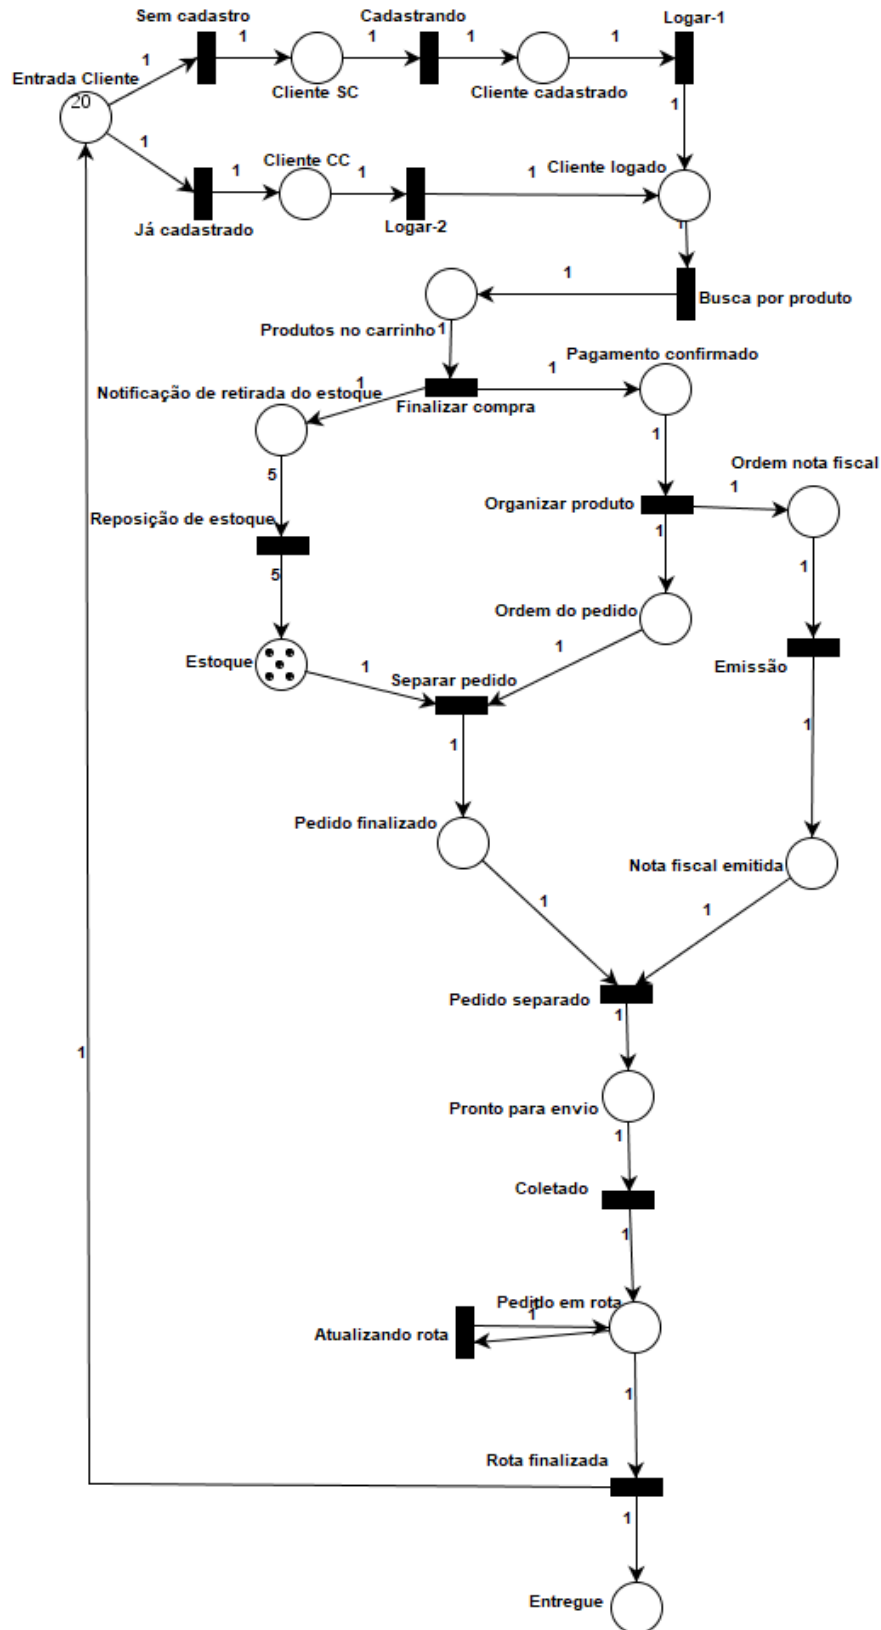 Sem cadastro
Cadastrando
Logar-1
1
1
1
1
1
Entrada Cliente
20
Cliente SC
Cliente cadastrado
1
1
Cliente CC
1
1
1
Cliente logado
Já cadastrado
Logar-2
1
1
Busca por produto
Produtos no carrinho
1
Pagamento confirmado
1
1
Notificação de retirada do estoque
Finalizar compra
1
Ordem nota fiscal
5
1
Organizar produto
Reposição de estoque
1
5
1
Ordem do pedido
1
Estoque
1
Separar pedido
Emissão
1
1
Pedido finalizado
Nota fiscal emitida
1
1
Pedido separado
1
1
Pronto para envio
1
Coletado
1
Pedido em rota
1
Atualizando rota
1
Rota finalizada
1
Entregue